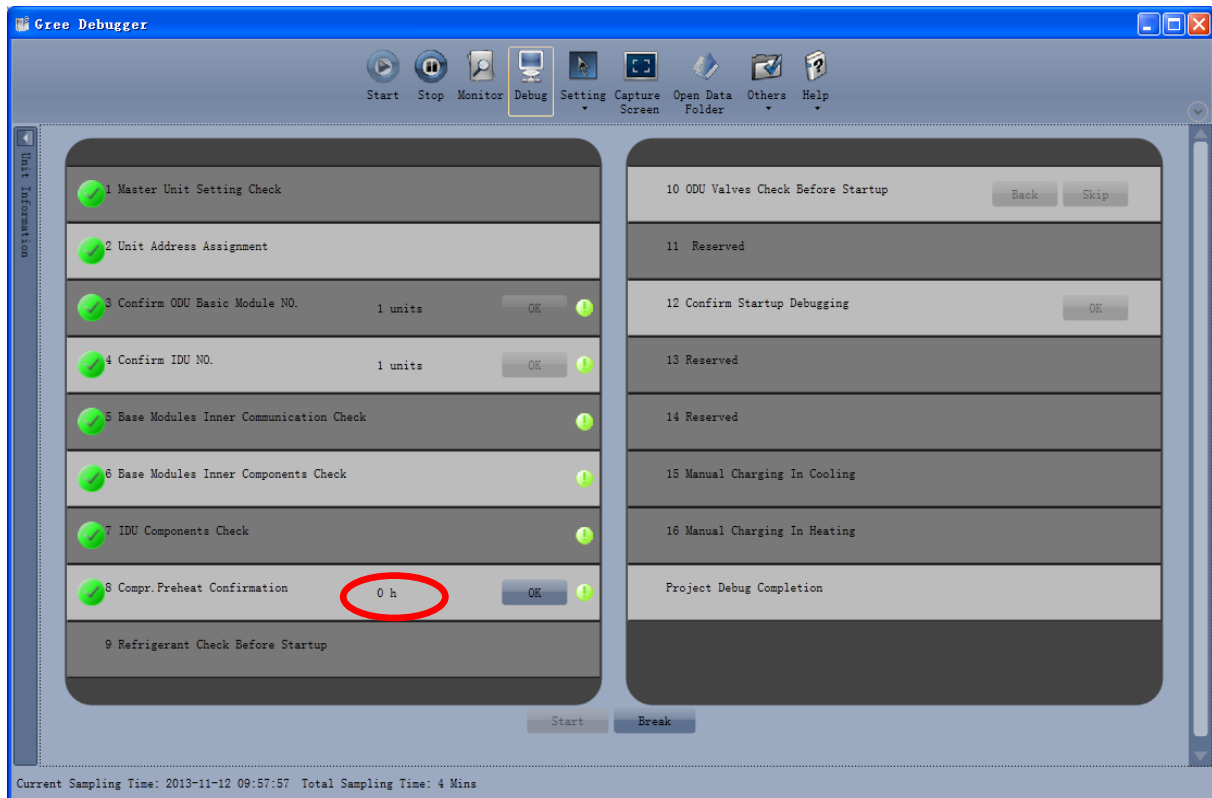 Gree Debugger
Start Stop Monitor Debug Setting Capture Screen Open Data Folder Others Help
Unit Information
1 Master Unit Setting Check
2 Unit Address Assignment
3 Confirm ODU Basic Module NO. 1 units OK
4 Confirm IDU NO. 1 units OK
5 Base Modules Inner Communication Check
6 Base Modules Inner Components Check
7 IDU Components Check
8 Compr.Preheat Confirmation 0 h OK
9 Refrigerant Check Before Startup
10 ODU Valves Check Before Startup Back Skip
11 Reserved
12 Confirm Startup Debugging OK
13 Reserved
14 Reserved
15 Manual Charging In Cooling
16 Manual Charging In Heating
Project Debug Completion
Start Break
Current Sampling Time: 2013-11-12 09:57:57 Total Sampling Time: 4 Mins